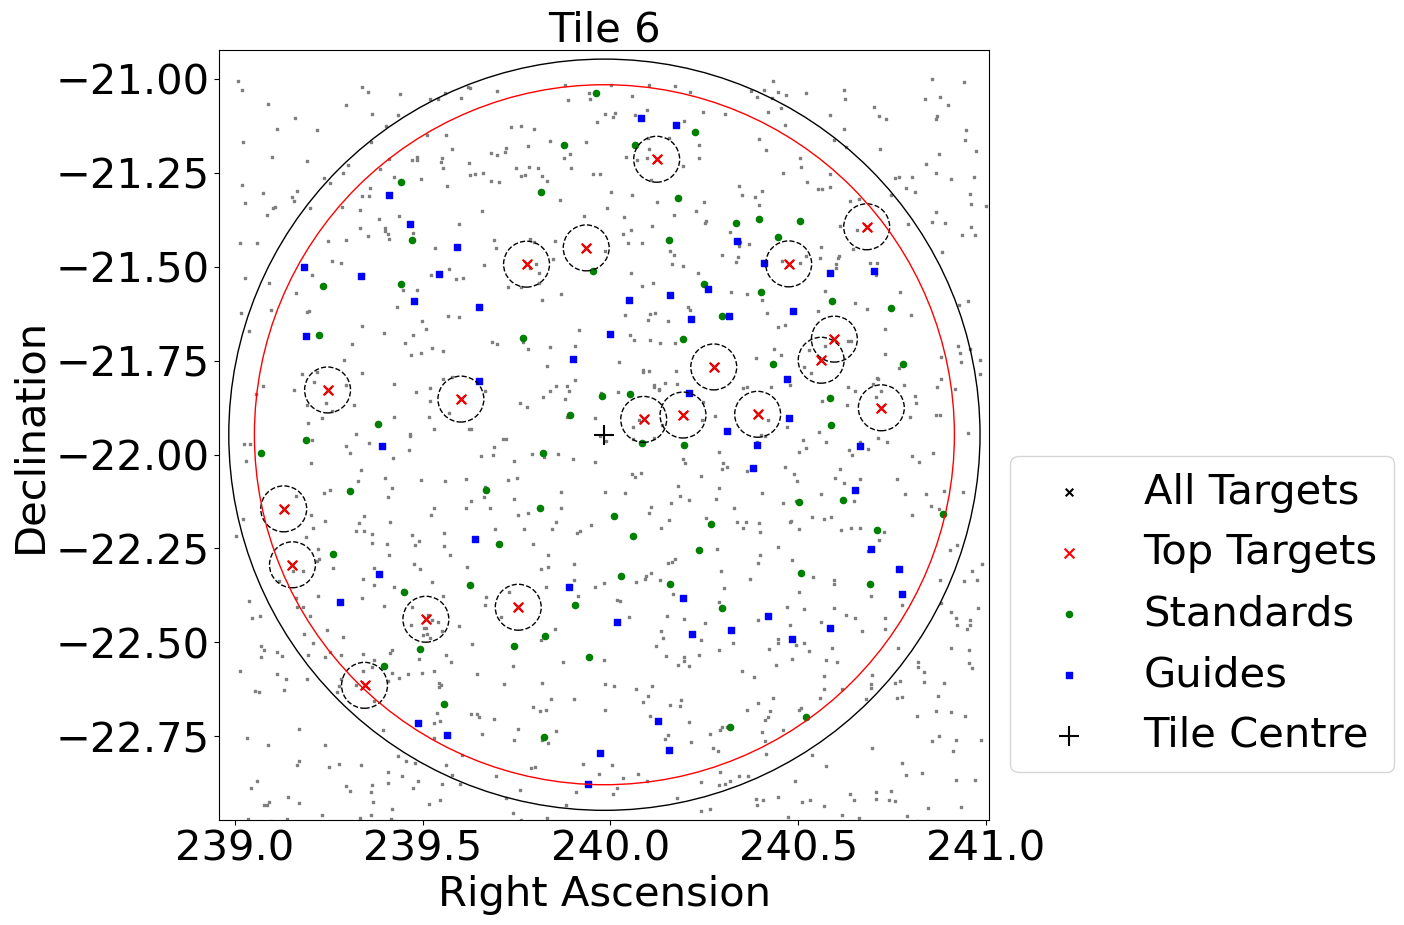 Tile 6
−21.00
−21.25
−21.50
−21.75
−22.00
−22.25
−22.50
−22.75
Declination
239.0 239.5 240.0 240.5 241.0
Right Ascension
All Targets
Top Targets
Standards
Guides
Tile Centre